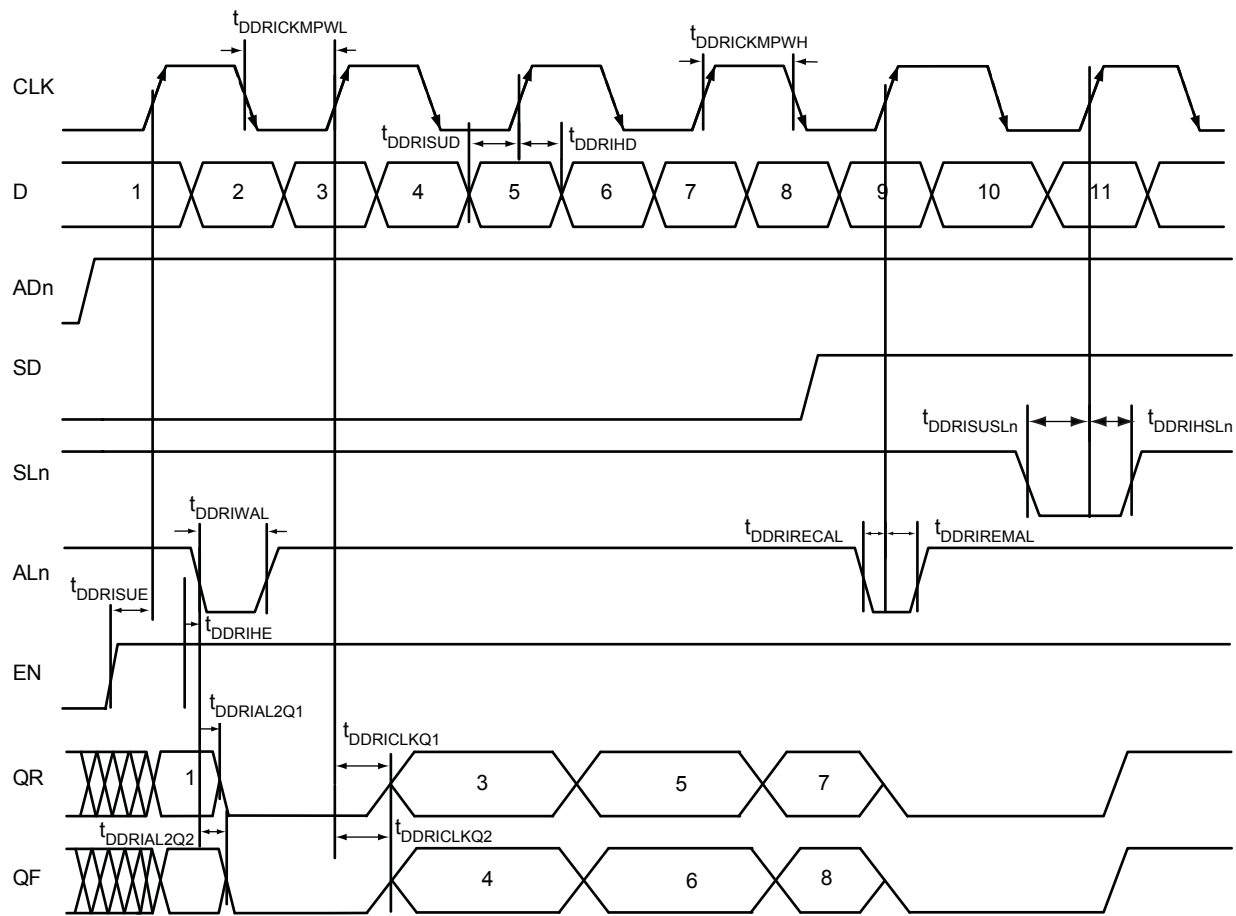 tDDRICKMPWL
tDDRICKMPWH
CLK
tDDRISUD
tDDRIHD
D
1 2 3 4 5 6 7 8 9 10 11
ADn
SD
tDDRISUSLn
tDDRIHSLn
SLn
tDDRIWAL
tDDRIRECAL
tDDRIREMAL
ALn
tDDRISUE
tDDRIHE
EN
tDDRIAL2Q1
tDDRICLKQ1
QR
1 3 5 7
tDDRIAL2Q2
tDDRICLKQ2
QF
4 6 8